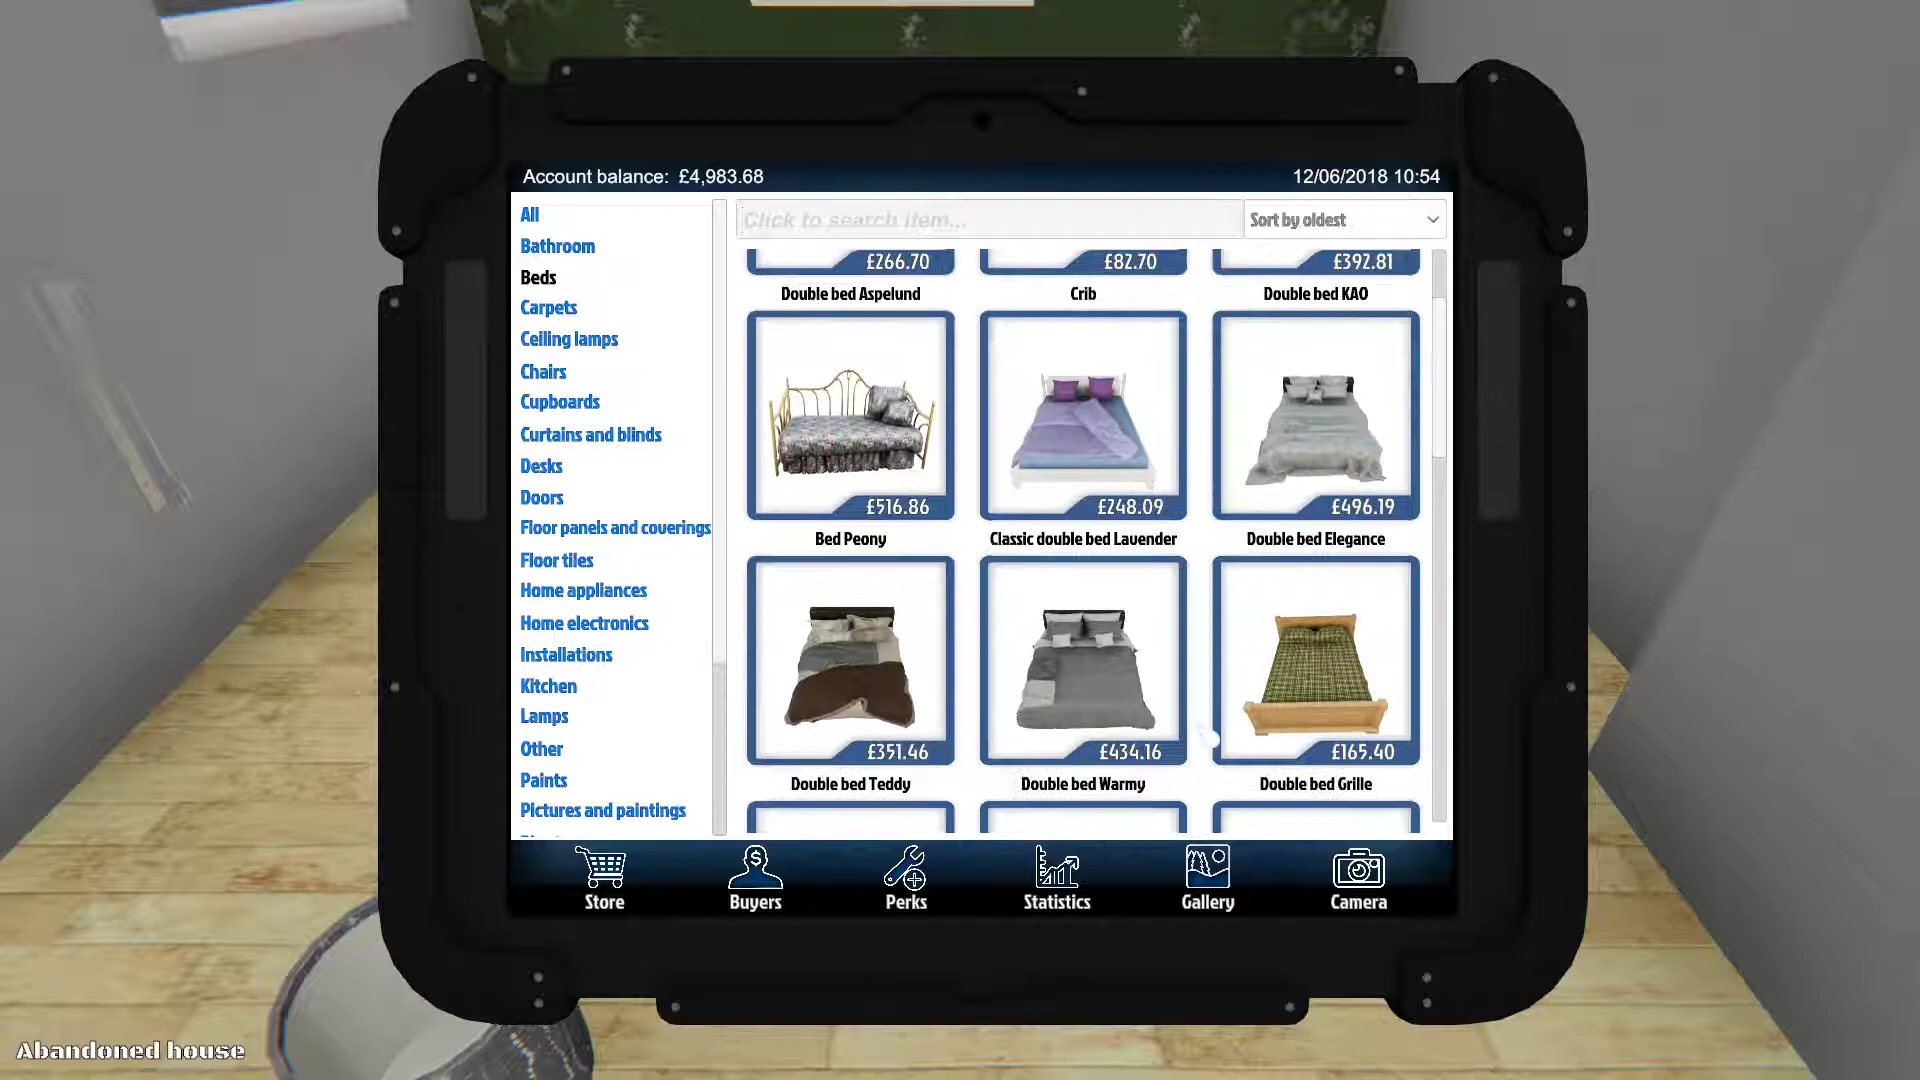 Account balance: £4,983.68
12/06/2018 10:54
All
Bathroom
Beds
Carpets
Ceiling lamps
Chairs
Cupboards
Curtains and blinds
Desks
Doors
Floor panels and coverings
Floor tiles
Home appliances
Home electronics
Installations
Kitchen
Lamps
Other
Paints
Pictures and paintings
Click to search item...
Sort by oldest
£266.70
£82.70
£392.81
Double bed Aspelund
Crib
Double bed KAO
£516.86
£248.09
£496.19
Bed Peony
Classic double bed Lavender
Double bed Elegance
£351.46
£434.16
£165.40
Double bed Teddy
Double bed Warmy
Double bed Grille
Store
Buyers
Perks
Statistics
Gallery
Camera
Abandoned house